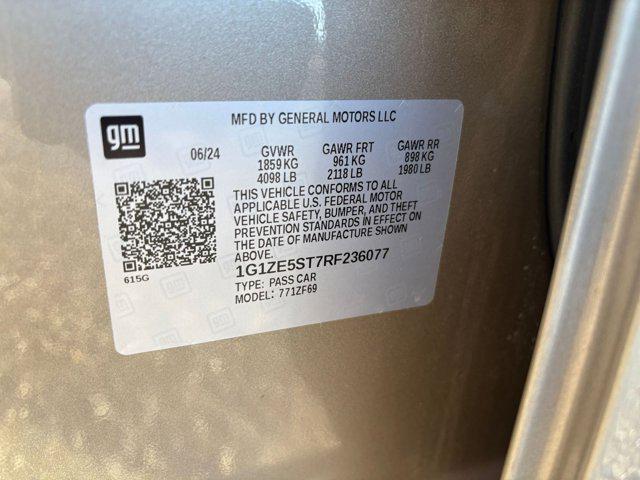 gm
MFD BY GENERAL MOTORS LLC
06/24 GVWR GAWR FRT GAWR RR
1859 KG 961 KG 898 KG
4098 LB 2118 LB 1980 LB
THIS VEHICLE CONFORMS TO ALL
APPLICABLE U.S. FEDERAL MOTOR
VEHICLE SAFETY, BUMPER, AND THEFT
PREVENTION STANDARDS IN EFFECT ON
THE DATE OF MANUFACTURE SHOWN
ABOVE.
615G
1G1ZE5ST7RF236077
TYPE: PASS CAR
MODEL: 771ZF69